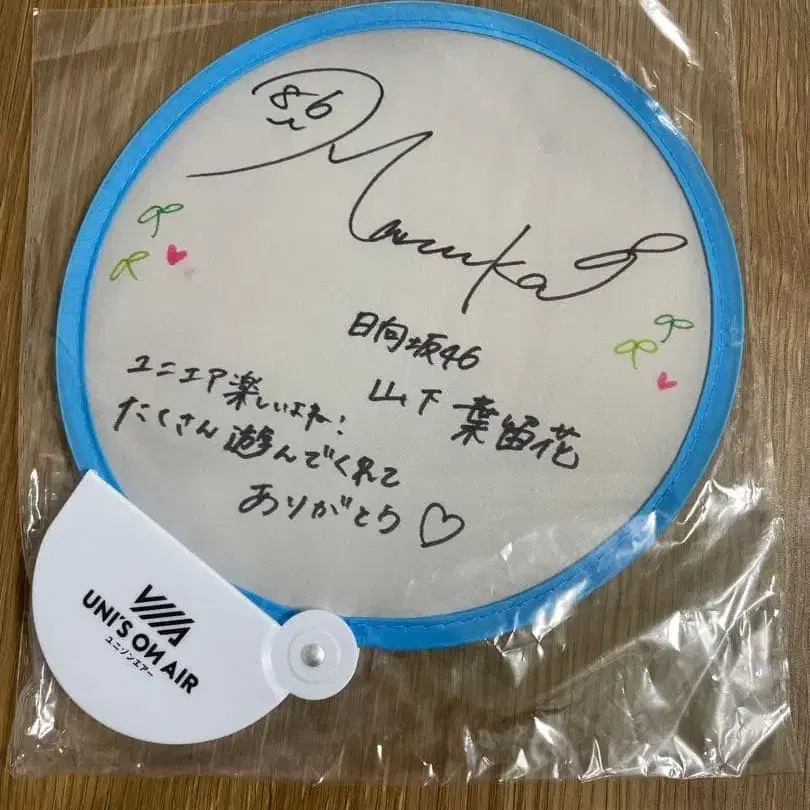 日向坂46
山下 葉留花
ユニエア楽しいよね!
たくさん遊んでくれて
ありがとう♡
UNI'S ON AIR
ユニゾンエアー